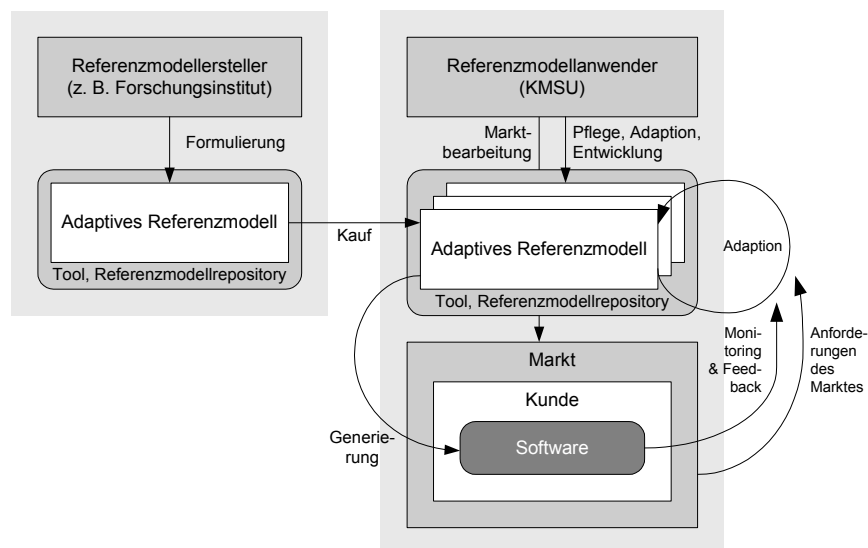 Referenzmodellersteller
(z. B. Forschungsinstitut)
Formulierung
Adaptives Referenzmodell
Tool, Referenzmodellrepository
Kauf
Referenzmodellanwender
(KMSU)
Markt-
bearbeitung
Pflege, Adaption,
Entwicklung
Adaptives Referenzmodell
Tool, Referenzmodellrepository
Adaption
Markt
Kunde
Software
Generie-
rung
Moni-
toring
& Feed-
back
Anforde-
rungen
des
Marktes